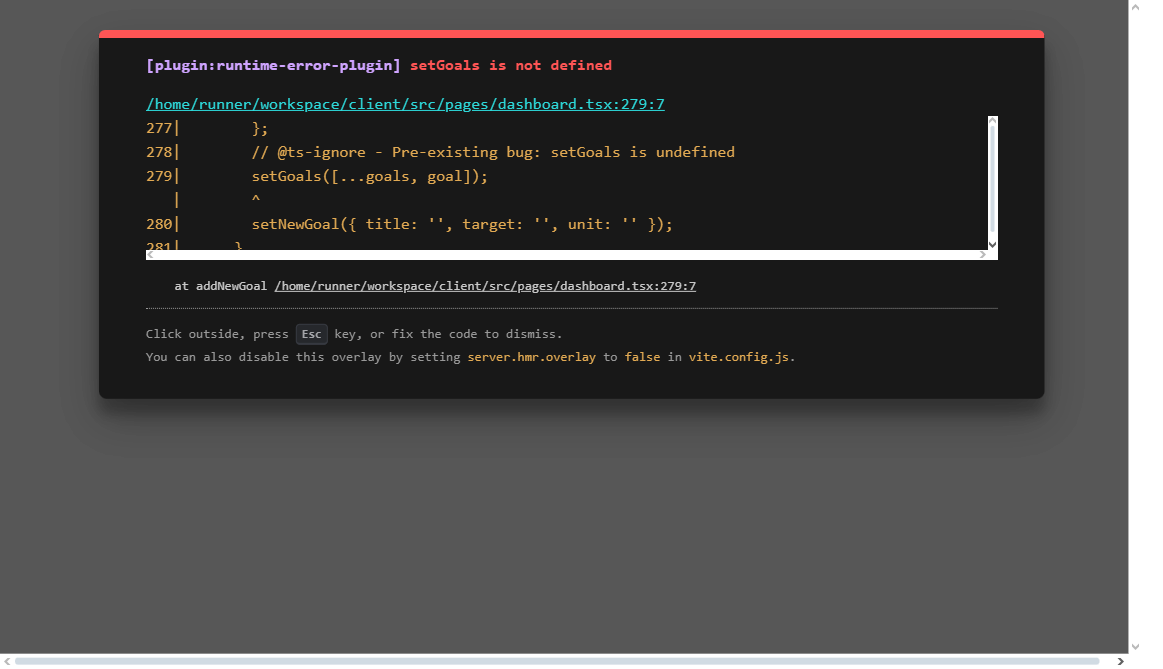 [plugin:runtime-error-plugin] setGoals is not defined
/home/runner/workspace/client/src/pages/dashboard.tsx:279:7
277|        };
278|        // @ts-ignore - Pre-existing bug: setGoals is undefined
279|        setGoals([...goals, goal]);
   |        ^
280|        setNewGoal({ title: '', target: '', unit: '' });
281|      }
at addNewGoal /home/runner/workspace/client/src/pages/dashboard.tsx:279:7
Click outside, press Esc key, or fix the code to dismiss.
You can also disable this overlay by setting server.hmr.overlay to false in vite.config.js.